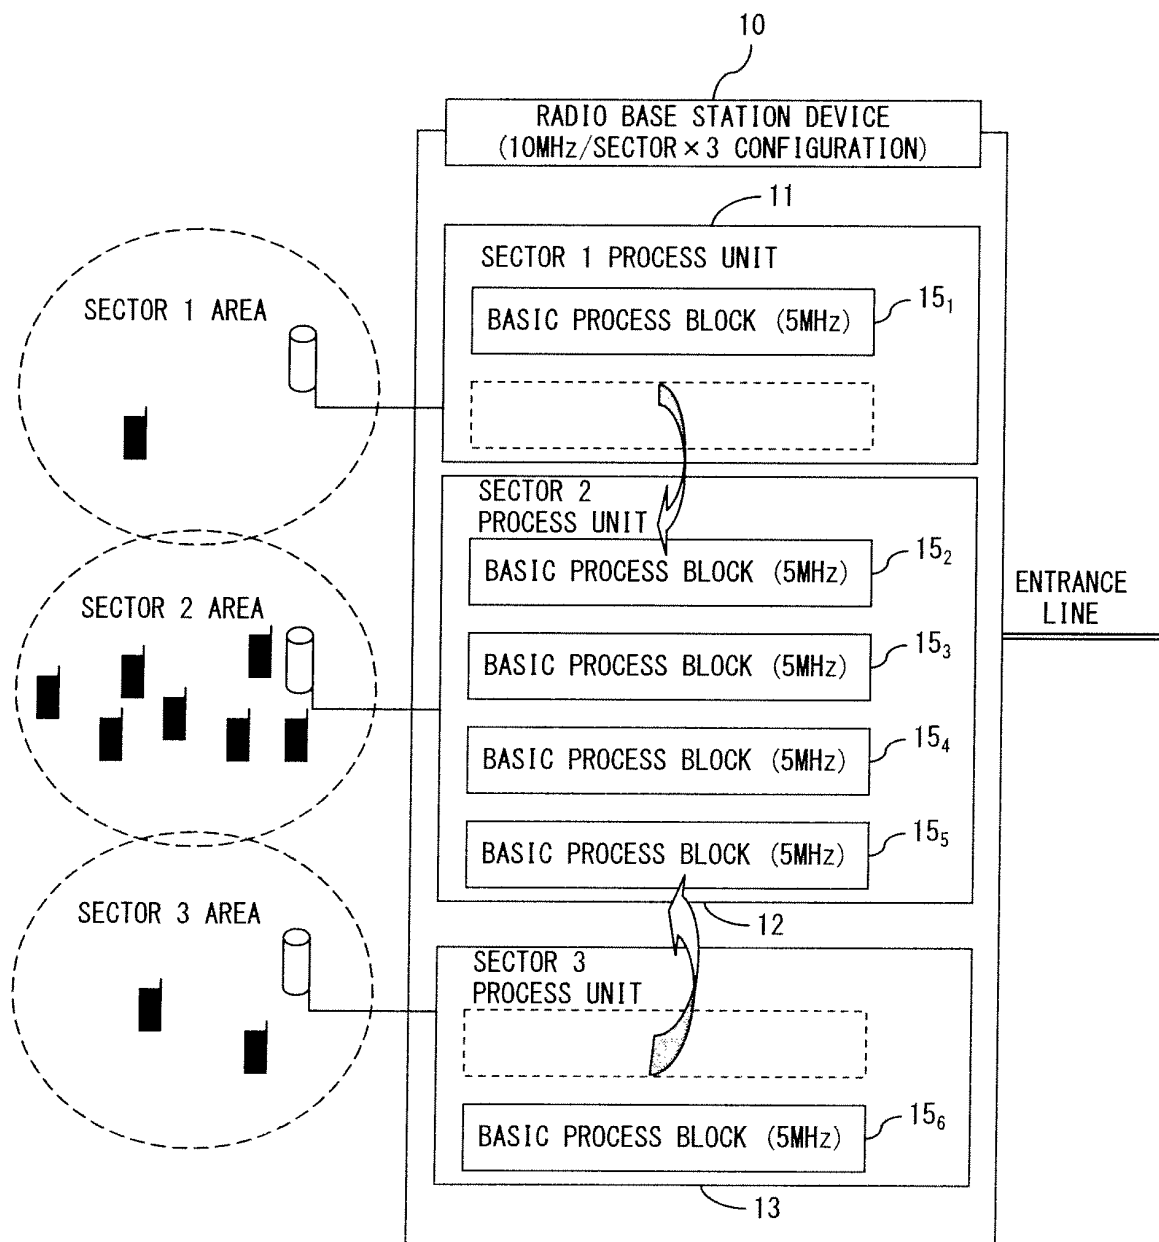 10
RADIO BASE STATION DEVICE
(10MHz/SECTOR×3 CONFIGURATION)
11
SECTOR 1 PROCESS UNIT
SECTOR 1 AREA
BASIC PROCESS BLOCK (5MHz)
15₁
SECTOR 2
PROCESS UNIT
BASIC PROCESS BLOCK (5MHz)
15₂
ENTRANCE
LINE
SECTOR 2 AREA
BASIC PROCESS BLOCK (5MHz)
15₃
BASIC PROCESS BLOCK (5MHz)
15₄
BASIC PROCESS BLOCK (5MHz)
15₅
12
SECTOR 3 AREA
SECTOR 3
PROCESS UNIT
BASIC PROCESS BLOCK (5MHz)
15₆
13